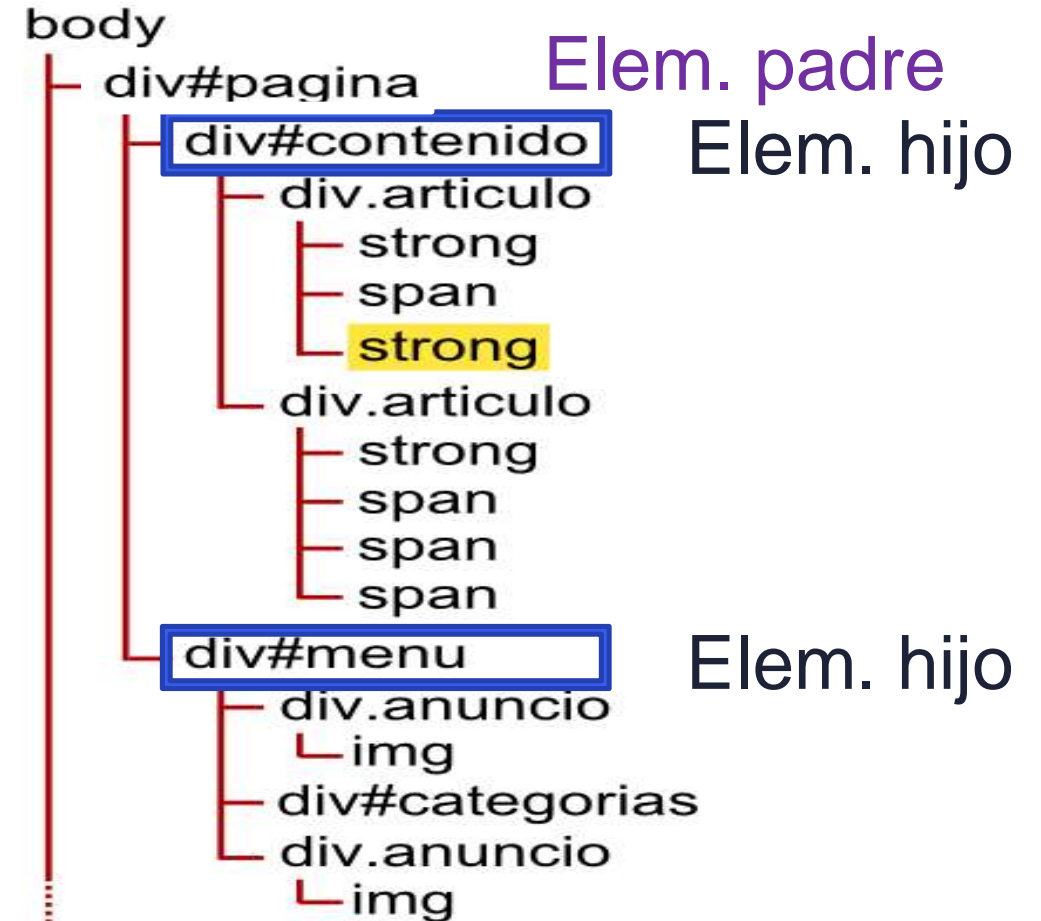 body
div#pagina Elem. padre
div#contenido Elem. hijo
div.articulo
strong
span
strong
div.articulo
strong
span
span
span
div#menu Elem. hijo
div.anuncio
img
div#categorias
div.anuncio
img